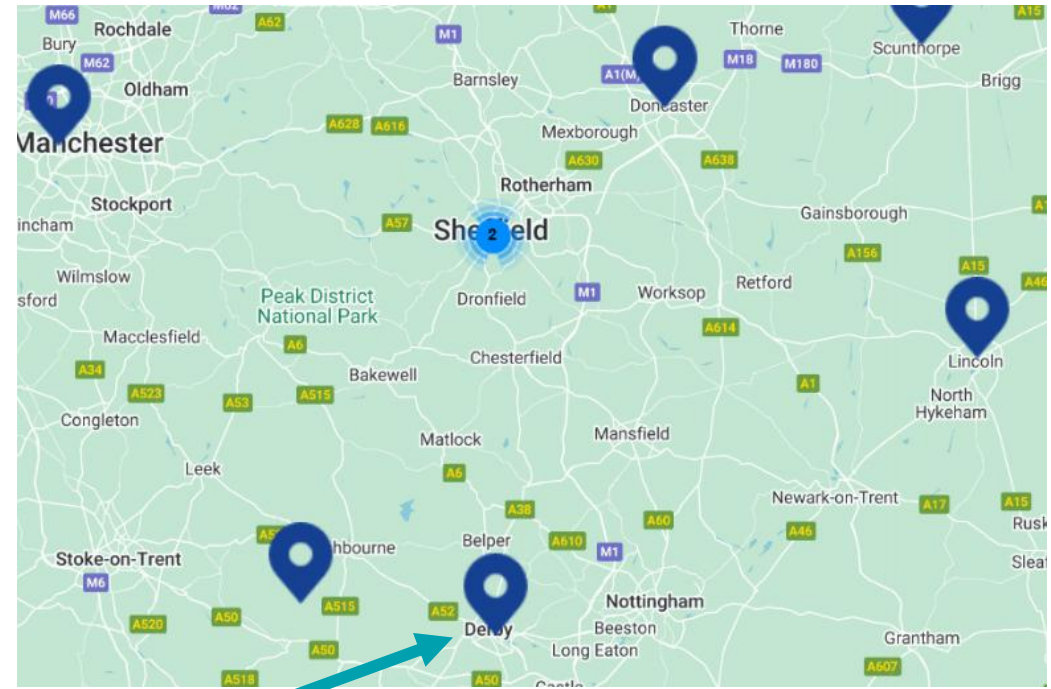 M66
Rochdale
A62
M62
A1
A15
M1
Thorne
Bury
Scunthorpe
M62
M18
M180
Barnsley
A1(M)
Brigg
Oldham
Doncaster
A628
A616
Mexborough
Manchester
A630
A638
Rotherham
Stockport
Gainsborough
A57
Sheffield
2
A156
A15
Wilmslow
Retford
A46
Peak District
National Park
Dronfield
M1
Worksop
A614
Macclesfield
A6
Chesterfield
Lincoln
A34
Bakewell
A1
A523
A53
A515
North
Hykeham
Congleton
Matlock
Mansfield
Leek
A6
Newark-on-Trent
A17
A15
A38
A60
A46
Belper
A610
M1
Stoke-on-Trent
M6
A515
A52
Nottingham
A50
A520
Derby
Beeston
Grantham
A50
Long Eaton
A607
A518
A50